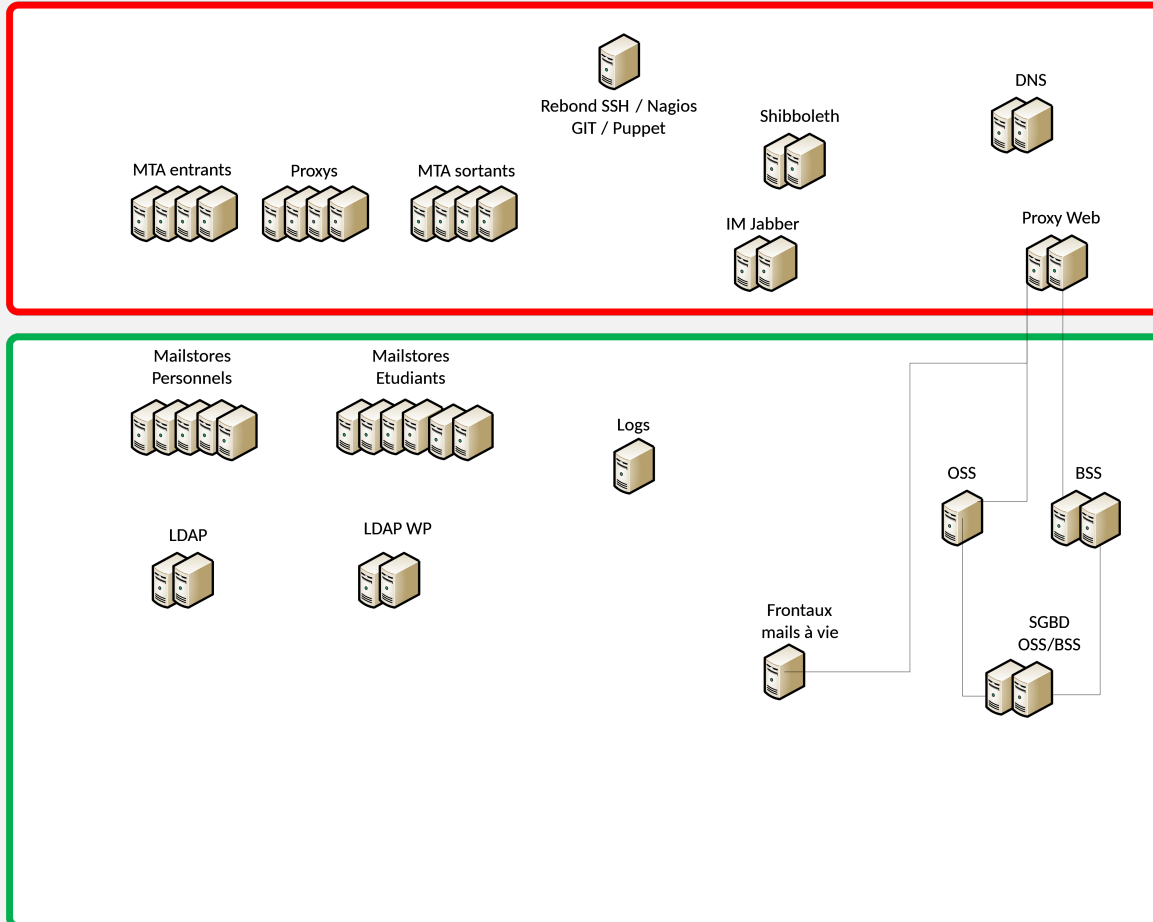 Rebond SSH / Nagios
GIT / Puppet
DNS
Shibboleth
MTA entrants
Proxys
MTA sortants
IM Jabber
Proxy Web
Mailstores
Personnels
Mailstores
Etudiants
Logs
OSS
BSS
LDAP
LDAP WP
Frontaux
mails à vie
SGBD
OSS/BSS